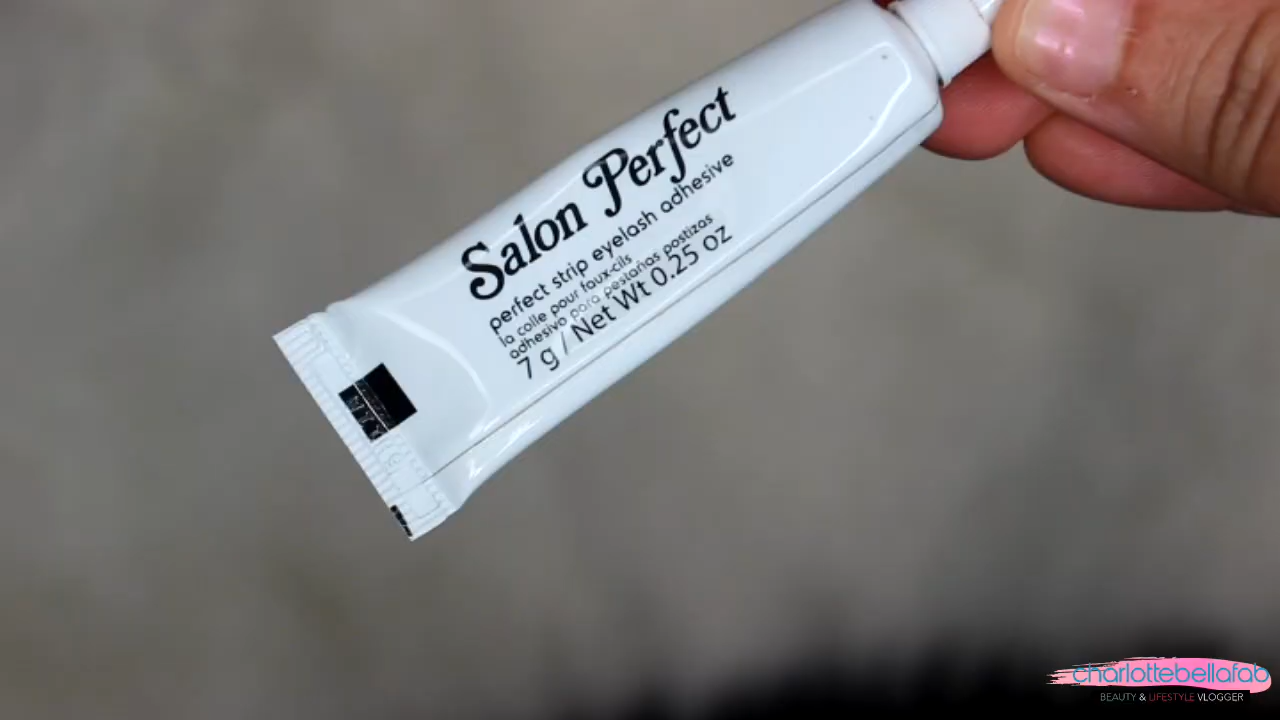 Salon Perfect
perfect strip eyelash adhesive
la colle pour faux-cils
adhesivo para pestañas postizas
7 g / Net Wt 0.25 oz
charlottebellafab
BEAUTY & LIFESTYLE VLOGGER